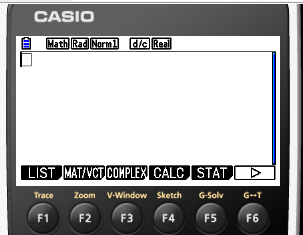 CASIO
Math Rad Norm1 d/c Real
LIST MAT/VCT COMPLEX CALC STAT ▷
Trace Zoom V-Window Sketch G-Solv G↔T
F1 F2 F3 F4 F5 F6